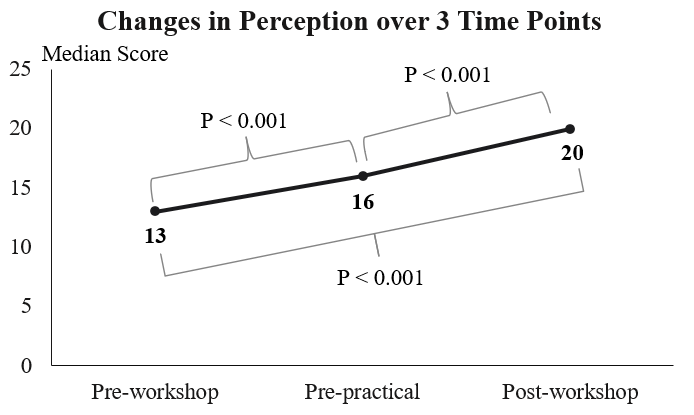 Changes in Perception over 3 Time Points
Median Score
25
P < 0.001
P < 0.001
20
20
15
16
13
10
P < 0.001
5
0
Pre-workshop Pre-practical Post-workshop